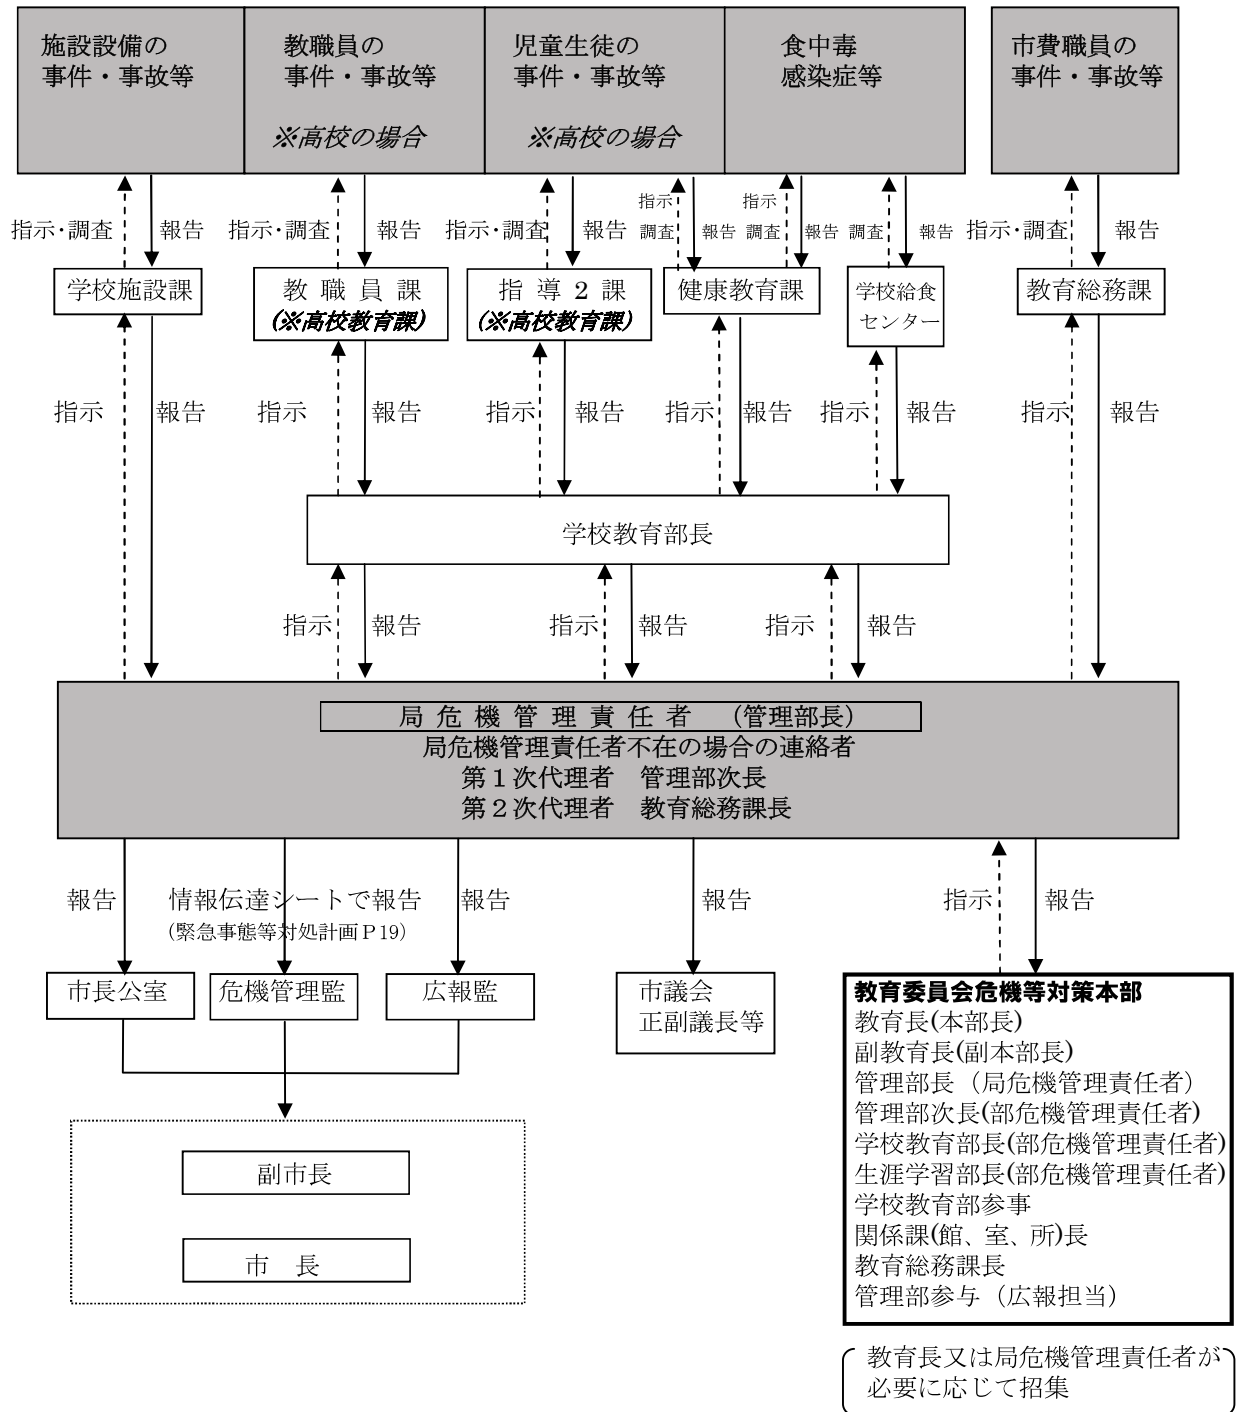 施設設備の
事件・事故等
教職員の
事件・事故等
※高校の場合
児童生徒の
事件・事故等
※高校の場合
食中毒
感染症等
市費職員の
事件・事故等
指示･調査
報告
指示･調査
報告
指示･調査
報告
指示
調査
報告
指示
調査
報告
調査
報告
指示･調査
報告
学校施設課
教職員課
(※高校教育課)
指導2課
(※高校教育課)
健康教育課
学校給食
センター
教育総務課
指示
報告
指示
報告
指示
報告
指示
報告
指示
報告
指示
報告
学校教育部長
指示
報告
指示
報告
指示
報告
局危機管理責任者 （管理部長）
局危機管理責任者不在の場合の連絡者
第１次代理者 管理部次長
第２次代理者 教育総務課長
報告
情報伝達シートで報告
(緊急事態等対処計画Ｐ19)
報告
報告
指示
報告
市長公室
危機管理監
広報監
市議会
正副議長等
副市長
市 長
教育委員会危機等対策本部
教育長(本部長)
副教育長(副本部長)
管理部長（局危機管理責任者）
管理部次長(部危機管理責任者)
学校教育部長(部危機管理責任者)
生涯学習部長(部危機管理責任者)
学校教育部参事
関係課(館、室、所)長
教育総務課長
管理部参与（広報担当）
教育長又は局危機管理責任者が
必要に応じて招集